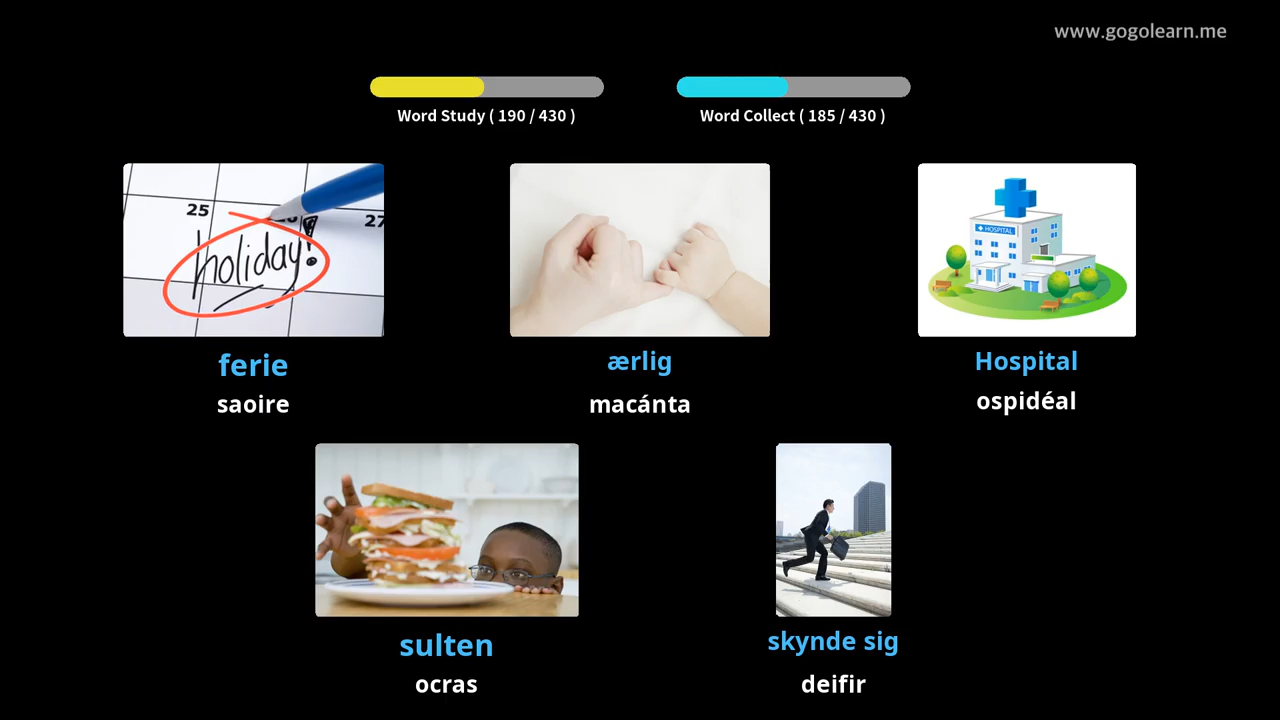 www.gogolearn.me
Word Study ( 190 / 430 )
Word Collect ( 185 / 430 )
25
27
holiday!
HOSPITAL
ferie
saoire
ærlig
macánta
Hospital
ospidéal
sulten
ocras
skynde sig
deifir